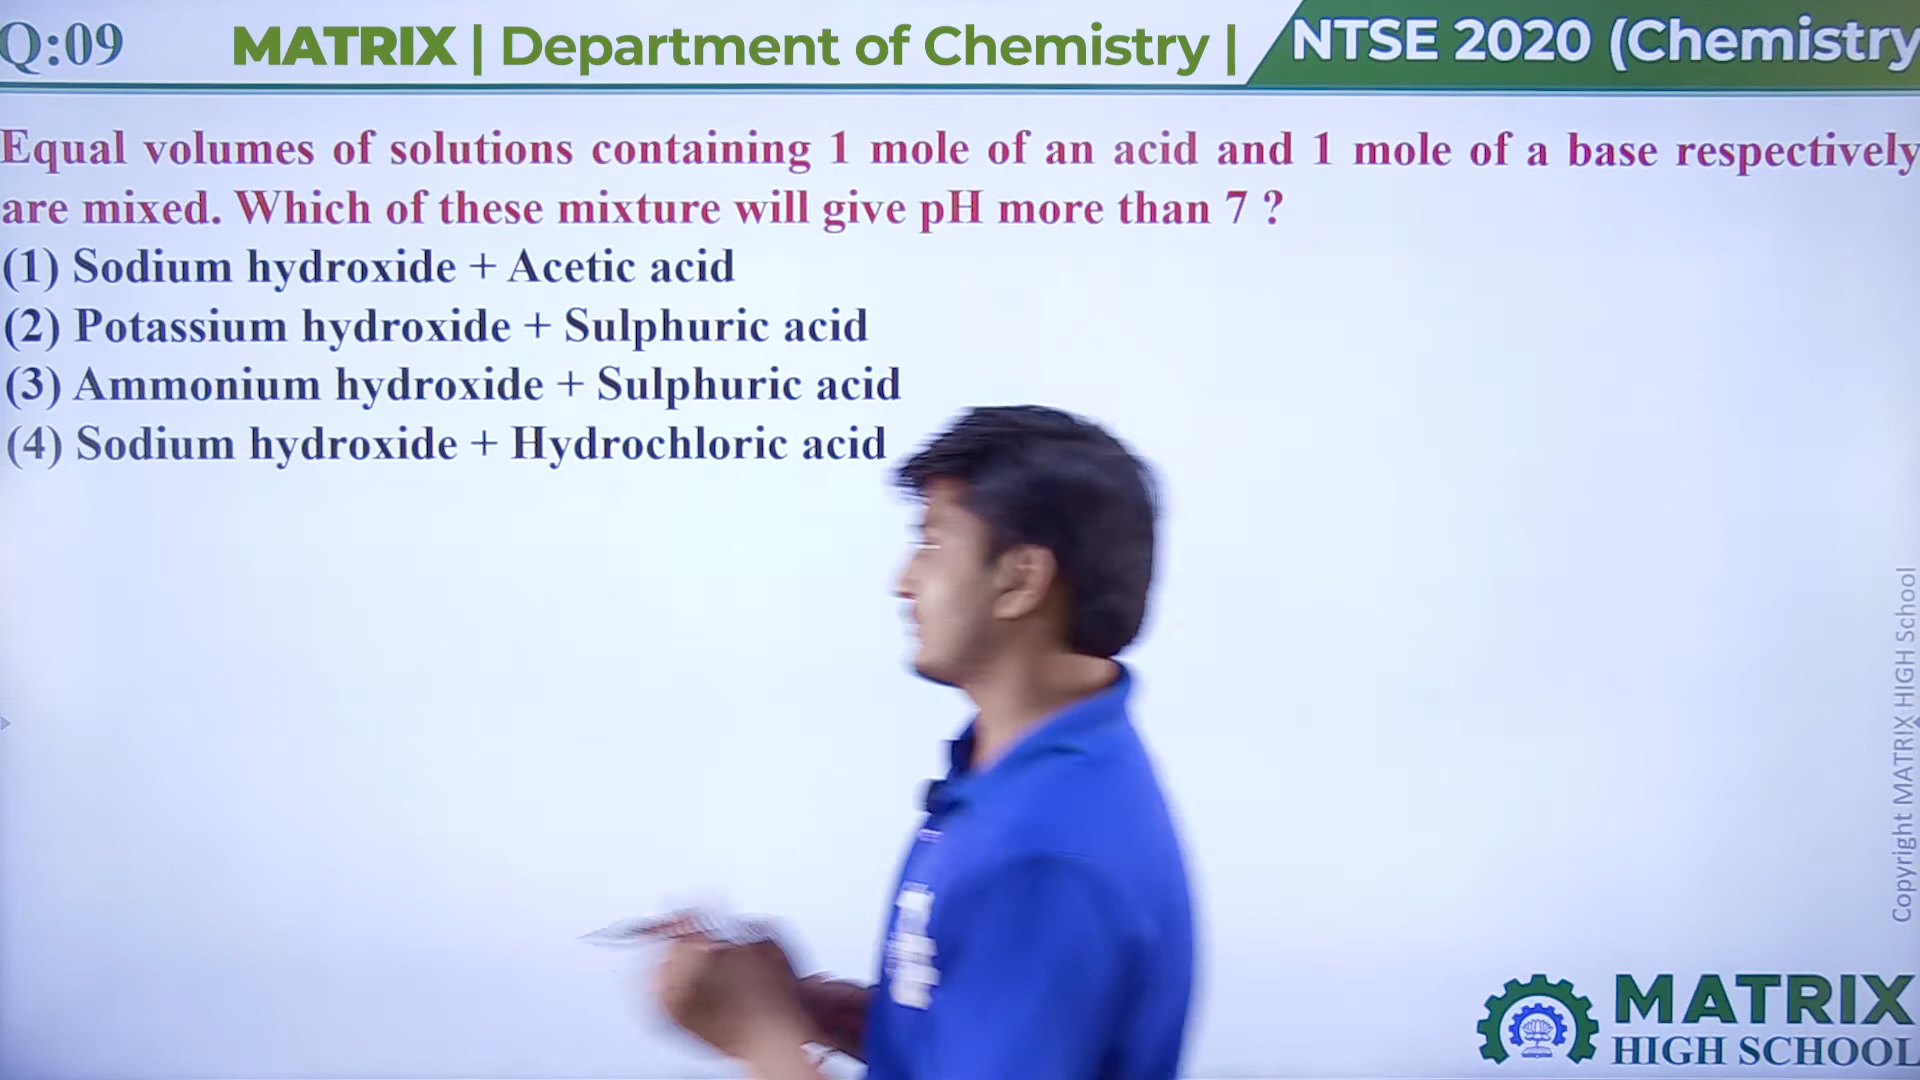 Q:09 MATRIX | Department of Chemistry | NTSE 2020 (Chemistry
Equal volumes of solutions containing 1 mole of an acid and 1 mole of a base respectively
are mixed. Which of these mixture will give pH more than 7 ?
(1) Sodium hydroxide + Acetic acid
(2) Potassium hydroxide + Sulphuric acid
(3) Ammonium hydroxide + Sulphuric acid
(4) Sodium hydroxide + Hydrochloric acid
Copyright MATRIX HIGH School
MATRIX
HIGH SCHOOL